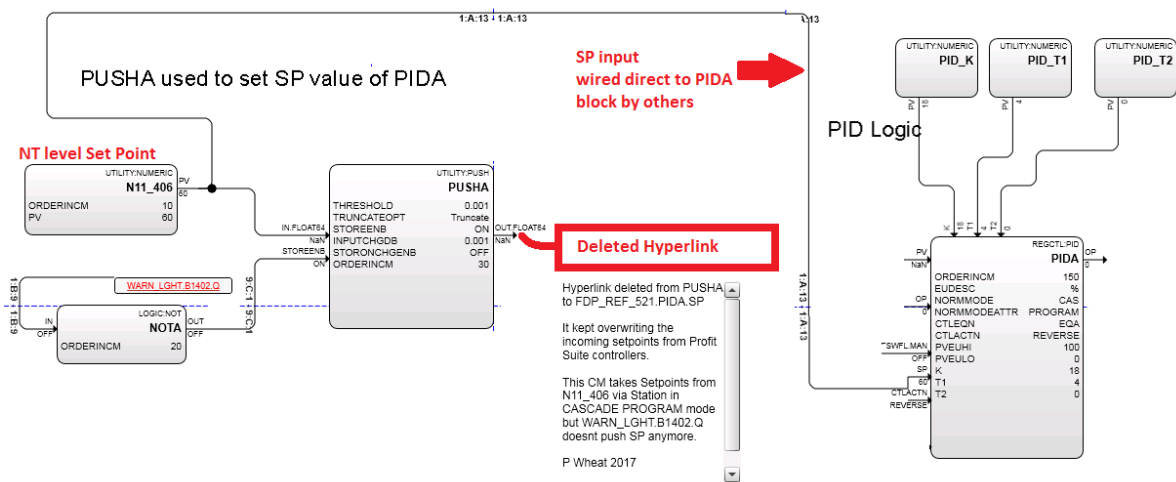 1:A:13
1:A:13
1:13
PUSHA used to set SP value of PIDA
SP input
wired direct to PIDA
block by others
UTILITY:NUMERIC
PID_K
PV
18
UTILITY:NUMERIC
PID_T1
PV
4
UTILITY:NUMERIC
PID_T2
PV
0
PID Logic
NT level Set Point
UTILITY:NUMERIC
N11_406
ORDERINCM 10
PV 60
PV
60
UTILITY:PUSH
PUSHA
THRESHOLD 0.001
TRUNCATEOPT Truncate
STOREENB ON
INPUTCHGDB 0.001
STORONCHGENB OFF
ORDERINCM 30
IN.FLOAT64
NaN
STOREENB
ON
OUT.FLOAT64
NaN
Deleted Hyperlink
WARN_LGHT.B1402.Q
1:B:9
1:B:9
9:C:1
9:C:1
LOGIC:NOT
NOTA
ORDERINCM 20
IN
OFF
OUT
OFF
Hyperlink deleted from PUSHA
to FDP_REF_521.PIDA.SP
It kept overwriting the
incoming setpoints from Profit
Suite controllers.
This CM takes Setpoints from
N11_406 via Station in
CASCADE PROGRAM mode
but WARN_LGHT.B1402.Q
doesnt push SP anymore.
P Wheat 2017
1:A:13
1:A:13
K
18
T1
4
T2
0
REGCTL:PID
PIDA
ORDERINCM 150
EUDESC %
NORMMODE CAS
NORMMODEATTR PROGRAM
CTLEQN EQA
CTLACTN REVERSE
PVEUHI 100
PVEULO 0
K 18
T1 4
T2 0
PV
NaN
OP
0
SWFL.MAN
OFF
SP
60
CTLACTN
REVERSE
OP
0